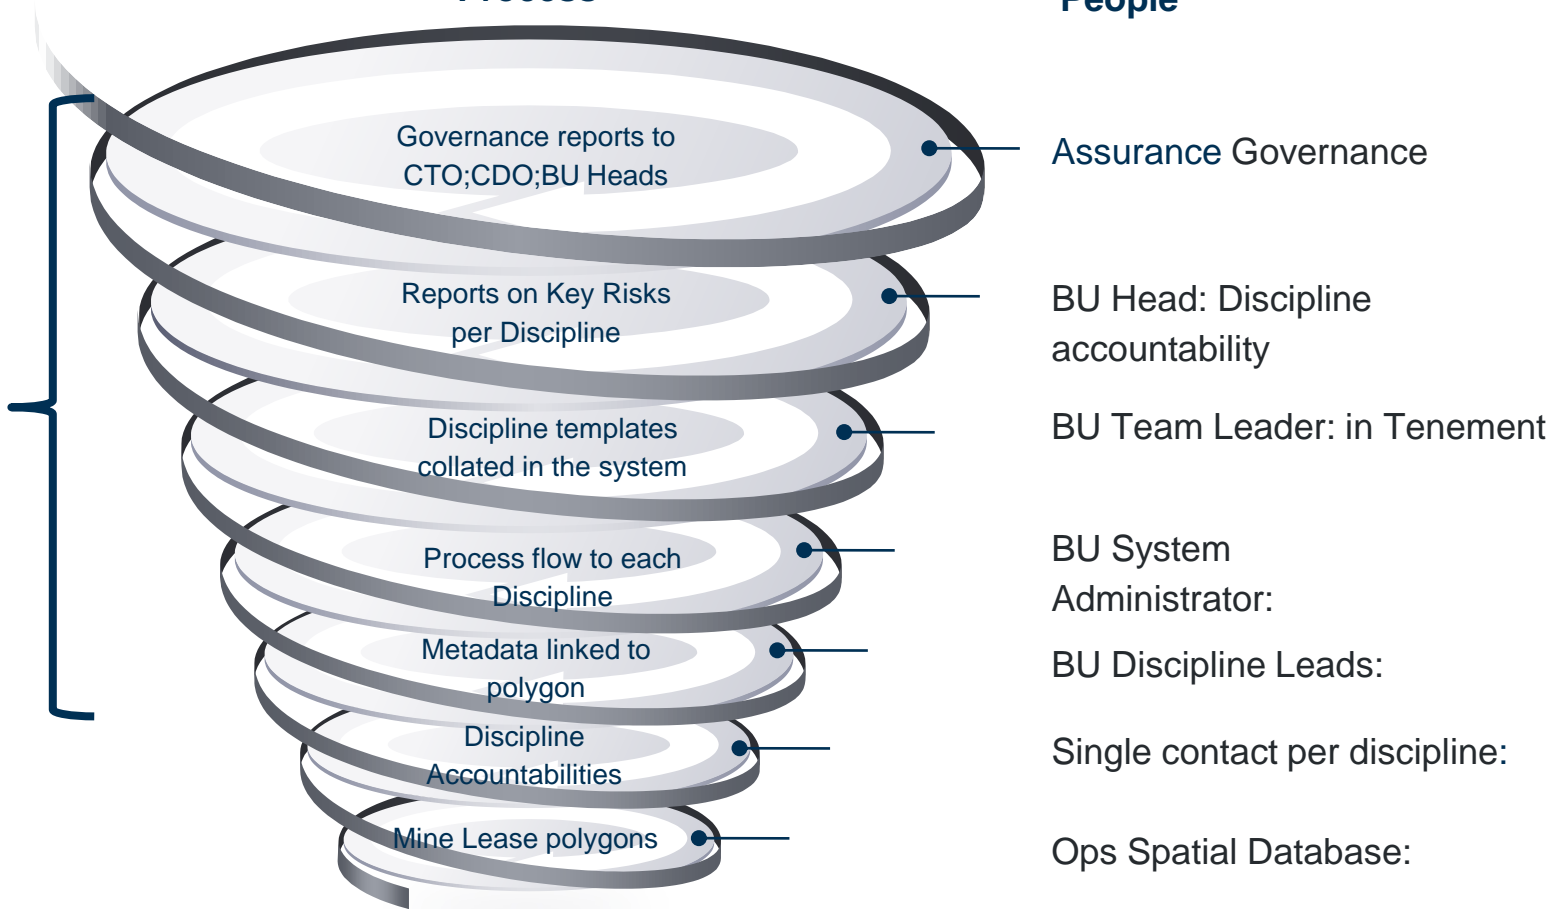 Process
People
Governance reports to
CTO;CDO;BU Heads
Assurance Governance
Reports on Key Risks
per Discipline
BU Head: Discipline
accountability
Discipline templates
collated in the system
BU Team Leader: in Tenement
Process flow to each
Discipline
BU System
Administrator:
Metadata linked to
polygon
BU Discipline Leads:
Discipline
Accountabilities
Single contact per discipline:
Mine Lease polygons
Ops Spatial Database: